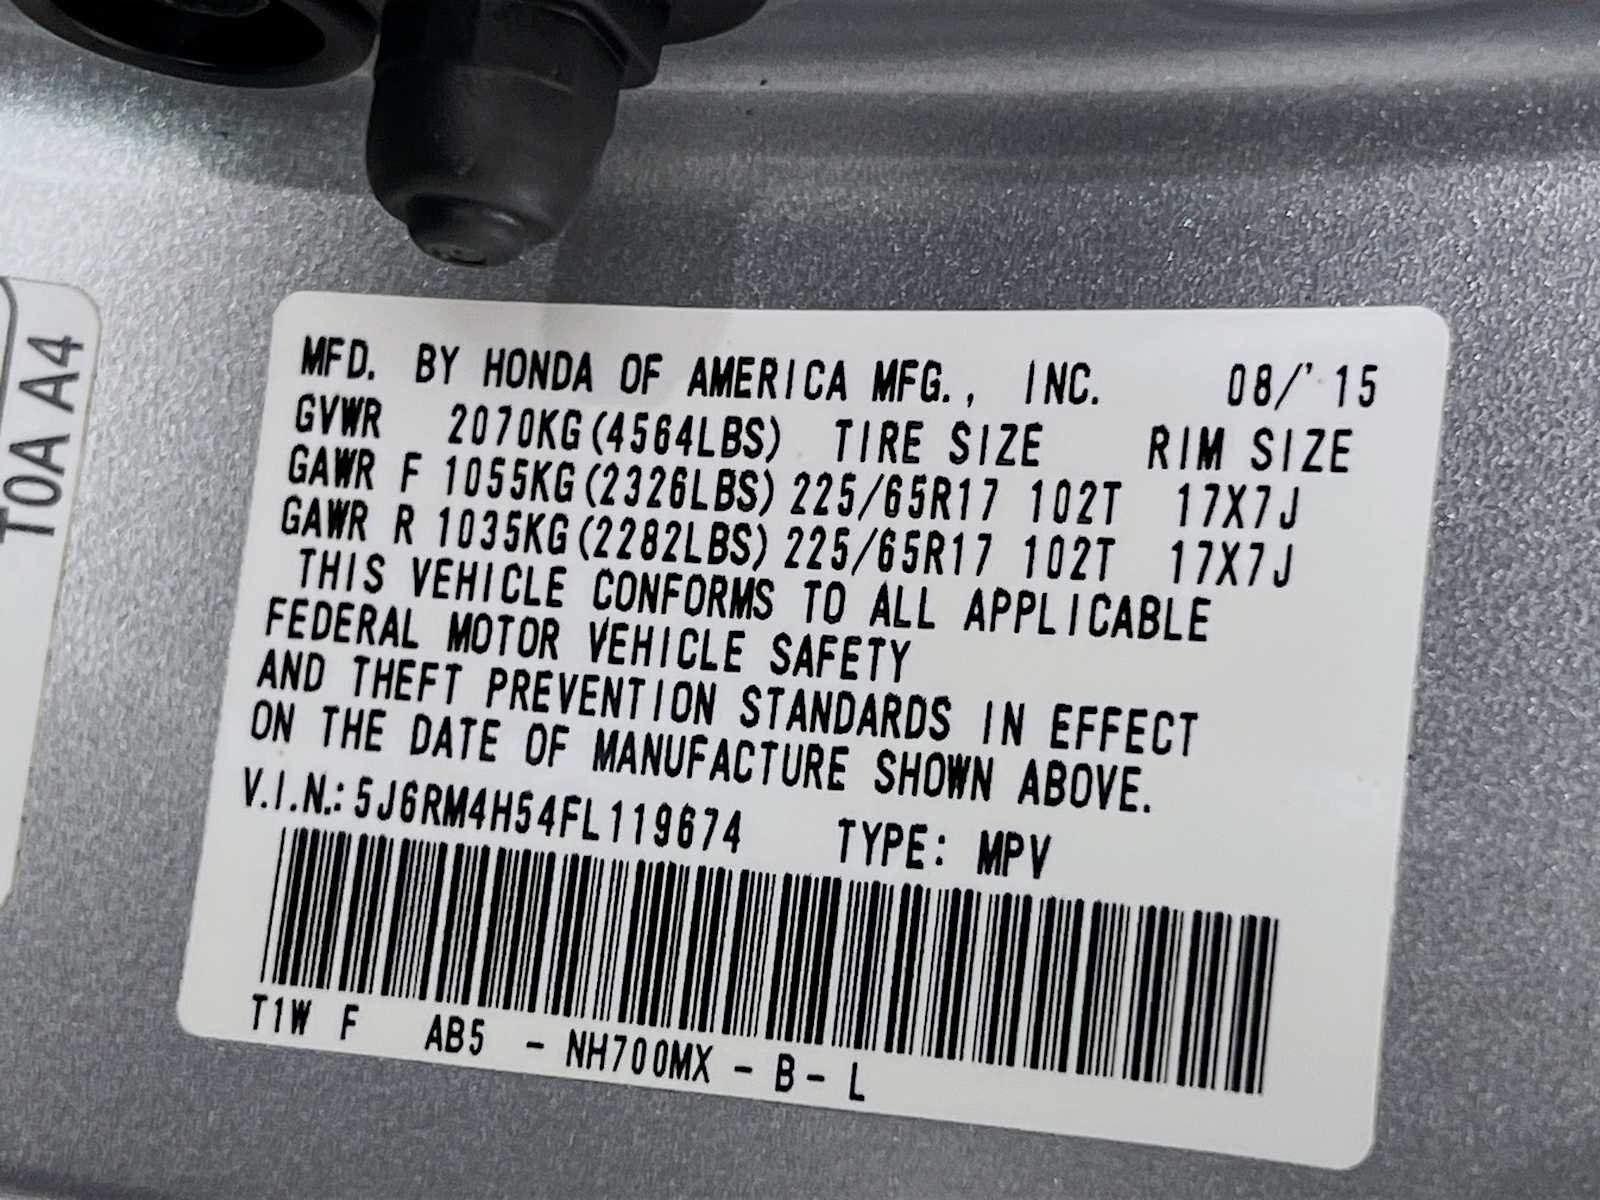 MFD. BY HONDA OF AMERICA MFG., INC. 08/'15
GVWR 2070KG(4564LBS) TIRE SIZE RIM SIZE
GAWR F 1055KG(2326LBS) 225/65R17 102T 17X7J
GAWR R 1035KG(2282LBS) 225/65R17 102T 17X7J
THIS VEHICLE CONFORMS TO ALL APPLICABLE
FEDERAL MOTOR VEHICLE SAFETY
AND THEFT PREVENTION STANDARDS IN EFFECT
ON THE DATE OF MANUFACTURE SHOWN ABOVE.
V.I.N.: 5J6RM4H54FL119674 TYPE: MPV
T1W F AB5 - NH700MX - B - L
T0A A4